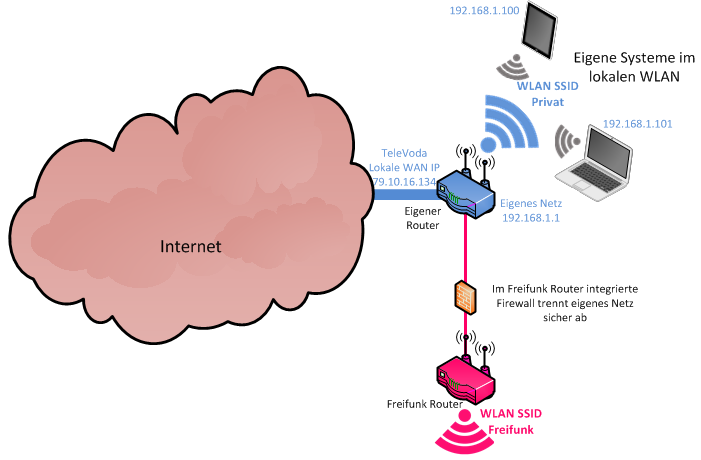 192.168.1.100
Eigene Systeme im
lokalen WLAN
WLAN SSID
Privat
192.168.1.101
TeleVoda
Lokale WAN IP
79.10.16.134
Eigener
Router
Eigenes Netz
192.168.1.1
Internet
Im Freifunk Router integrierte
Firewall trennt eigenes Netz
sicher ab
Freifunk Router
WLAN SSID
Freifunk